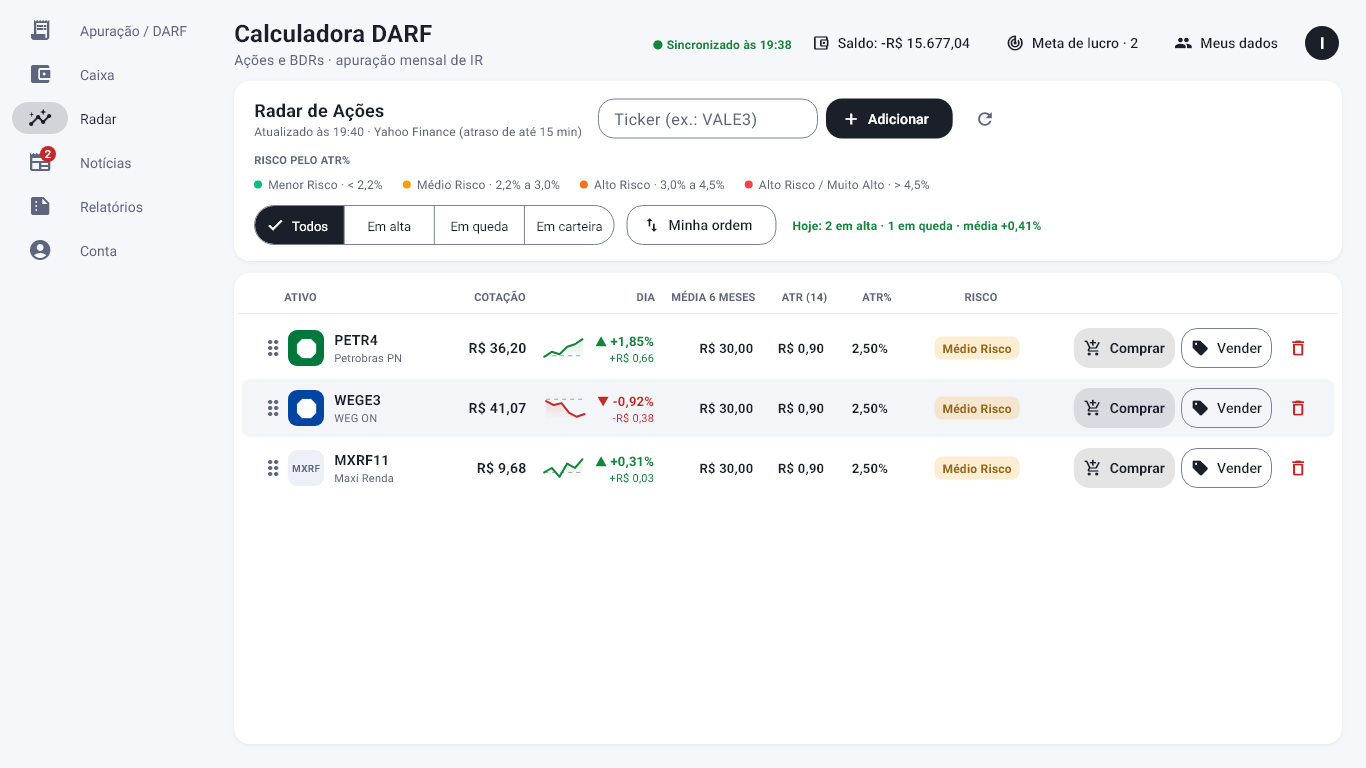 Apuração / DARF
Caixa
Radar
2
Notícias
Relatórios
Conta
Calculadora DARF
Ações e BDRs · apuração mensal de IR
Sincronizado às 19:38
Saldo: -R$ 15.677,04
Meta de lucro · 2
Meus dados
I
Radar de Ações
Atualizado às 19:40 · Yahoo Finance (atraso de até 15 min)
Ticker (ex.: VALE3)
Adicionar
RISCO PELO ATR%
Menor Risco · < 2,2%
Médio Risco · 2,2% a 3,0%
Alto Risco · 3,0% a 4,5%
Alto Risco / Muito Alto · > 4,5%
Todos
Em alta
Em queda
Em carteira
Minha ordem
Hoje: 2 em alta · 1 em queda · média +0,41%
ATIVO COTAÇÃO DIA MÉDIA 6 MESES ATR (14) ATR% RISCO
PETR4 R$ 36,20 ▲ +1,85% R$ 30,00 R$ 0,90 2,50% Médio Risco Comprar Vender
Petrobras PN +R$ 0,66
WEGE3 R$ 41,07 ▼ -0,92% R$ 30,00 R$ 0,90 2,50% Médio Risco Comprar Vender
WEG ON -R$ 0,38
MXRF MXRF11 R$ 9,68 ▲ +0,31% R$ 30,00 R$ 0,90 2,50% Médio Risco Comprar Vender
Maxi Renda +R$ 0,03